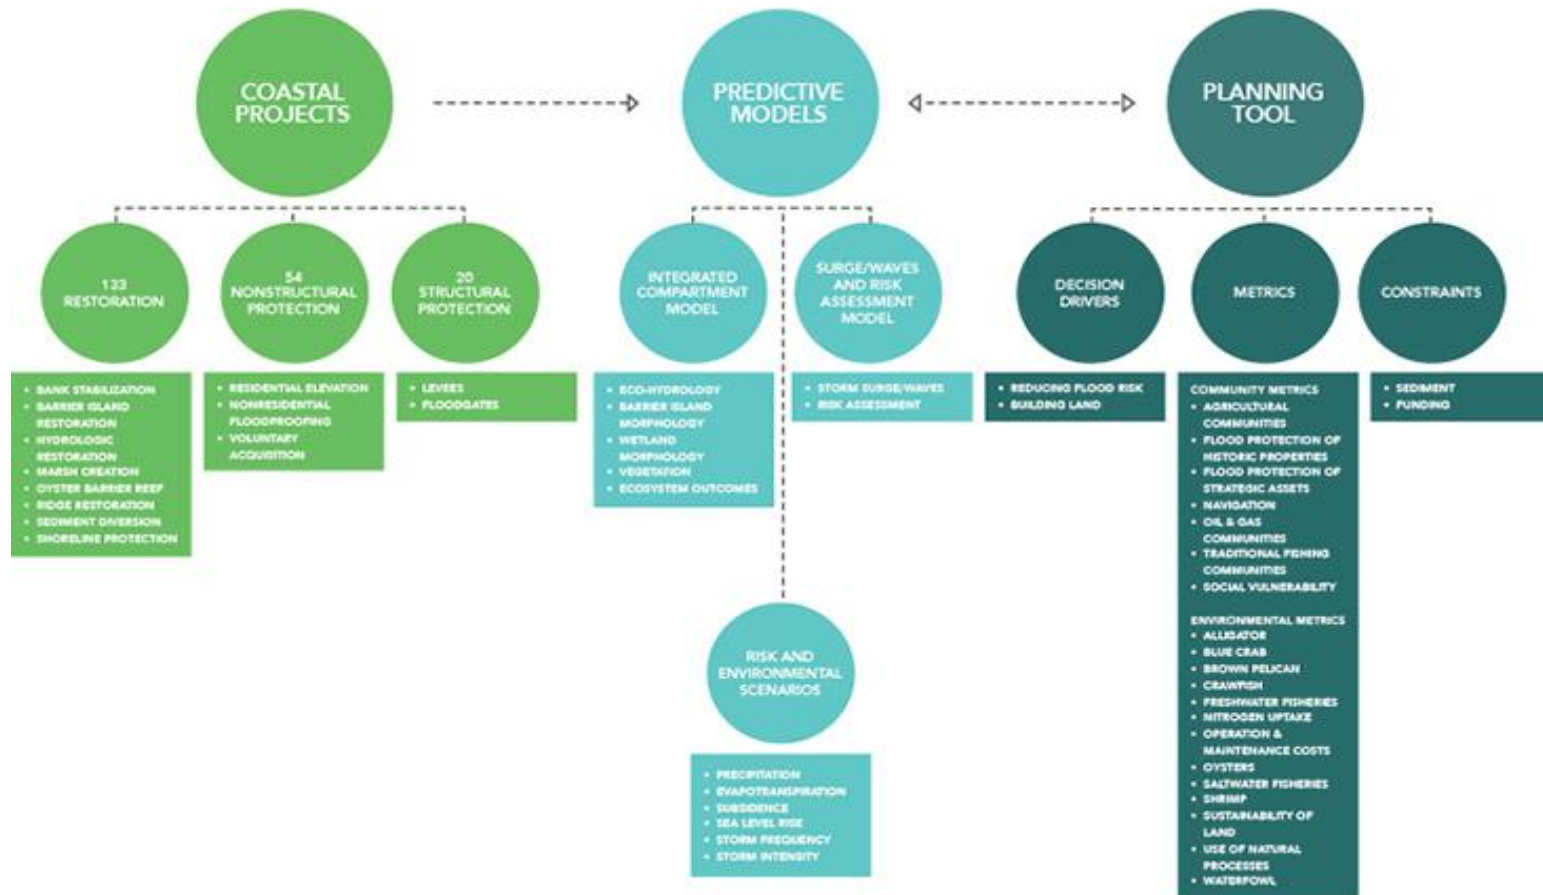 COASTAL
PROJECTS
PREDICTIVE
MODELS
PLANNING
TOOL
133
RESTORATION
54
NONSTRUCTURAL
PROTECTION
20
STRUCTURAL
PROTECTION
INTEGRATED
COMPARTMENT
MODEL
SURGE/WAVES
AND RISK
ASSESSMENT
MODEL
DECISION
DRIVERS
METRICS
CONSTRAINTS
• BANK STABILIZATION
• BARRIER ISLAND
RESTORATION
• HYDROLOGIC
RESTORATION
• MARSH CREATION
• OYSTER BARRIER REEF
• RIDGE RESTORATION
• SEDIMENT DIVERSION
• SHORELINE PROTECTION
• RESIDENTIAL ELEVATION
• NONRESIDENTIAL
FLOODPROOFING
• VOLUNTARY
ACQUISITION
• LEVEES
• FLOODGATES
• ECO-HYDROLOGY
• BARRIER ISLAND
MORPHOLOGY
• WETLAND
MORPHOLOGY
• VEGETATION
• ECOSYSTEM OUTCOMES
• STORM SURGE/WAVES
• RISK ASSESSMENT
• REDUCING FLOOD RISK
• BUILDING LAND
COMMUNITY METRICS
• AGRICULTURAL
COMMUNITIES
• FLOOD PROTECTION OF
HISTORIC PROPERTIES
• FLOOD PROTECTION OF
STRATEGIC ASSETS
• NAVIGATION
• OIL & GAS
COMMUNITIES
• TRADITIONAL FISHING
COMMUNITIES
• SOCIAL VULNERABILITY
ENVIRONMENTAL METRICS
• ALLIGATOR
• BLUE CRAB
• BROWN PELICAN
• CRAWFISH
• FRESHWATER FISHERIES
• NITROGEN UPTAKE
• OPERATION &
MAINTENANCE COSTS
• OYSTERS
• SALTWATER FISHERIES
• SHRIMP
• SUSTAINABILITY OF
LAND
• USE OF NATURAL
PROCESSES
• WATERFOWL
• SEDIMENT
• FUNDING
RISK AND
ENVIRONMENTAL
SCENARIOS
• PRECIPITATION
• EVAPOTRANSPIRATION
• SUBSIDENCE
• SEA LEVEL RISE
• STORM FREQUENCY
• STORM INTENSITY